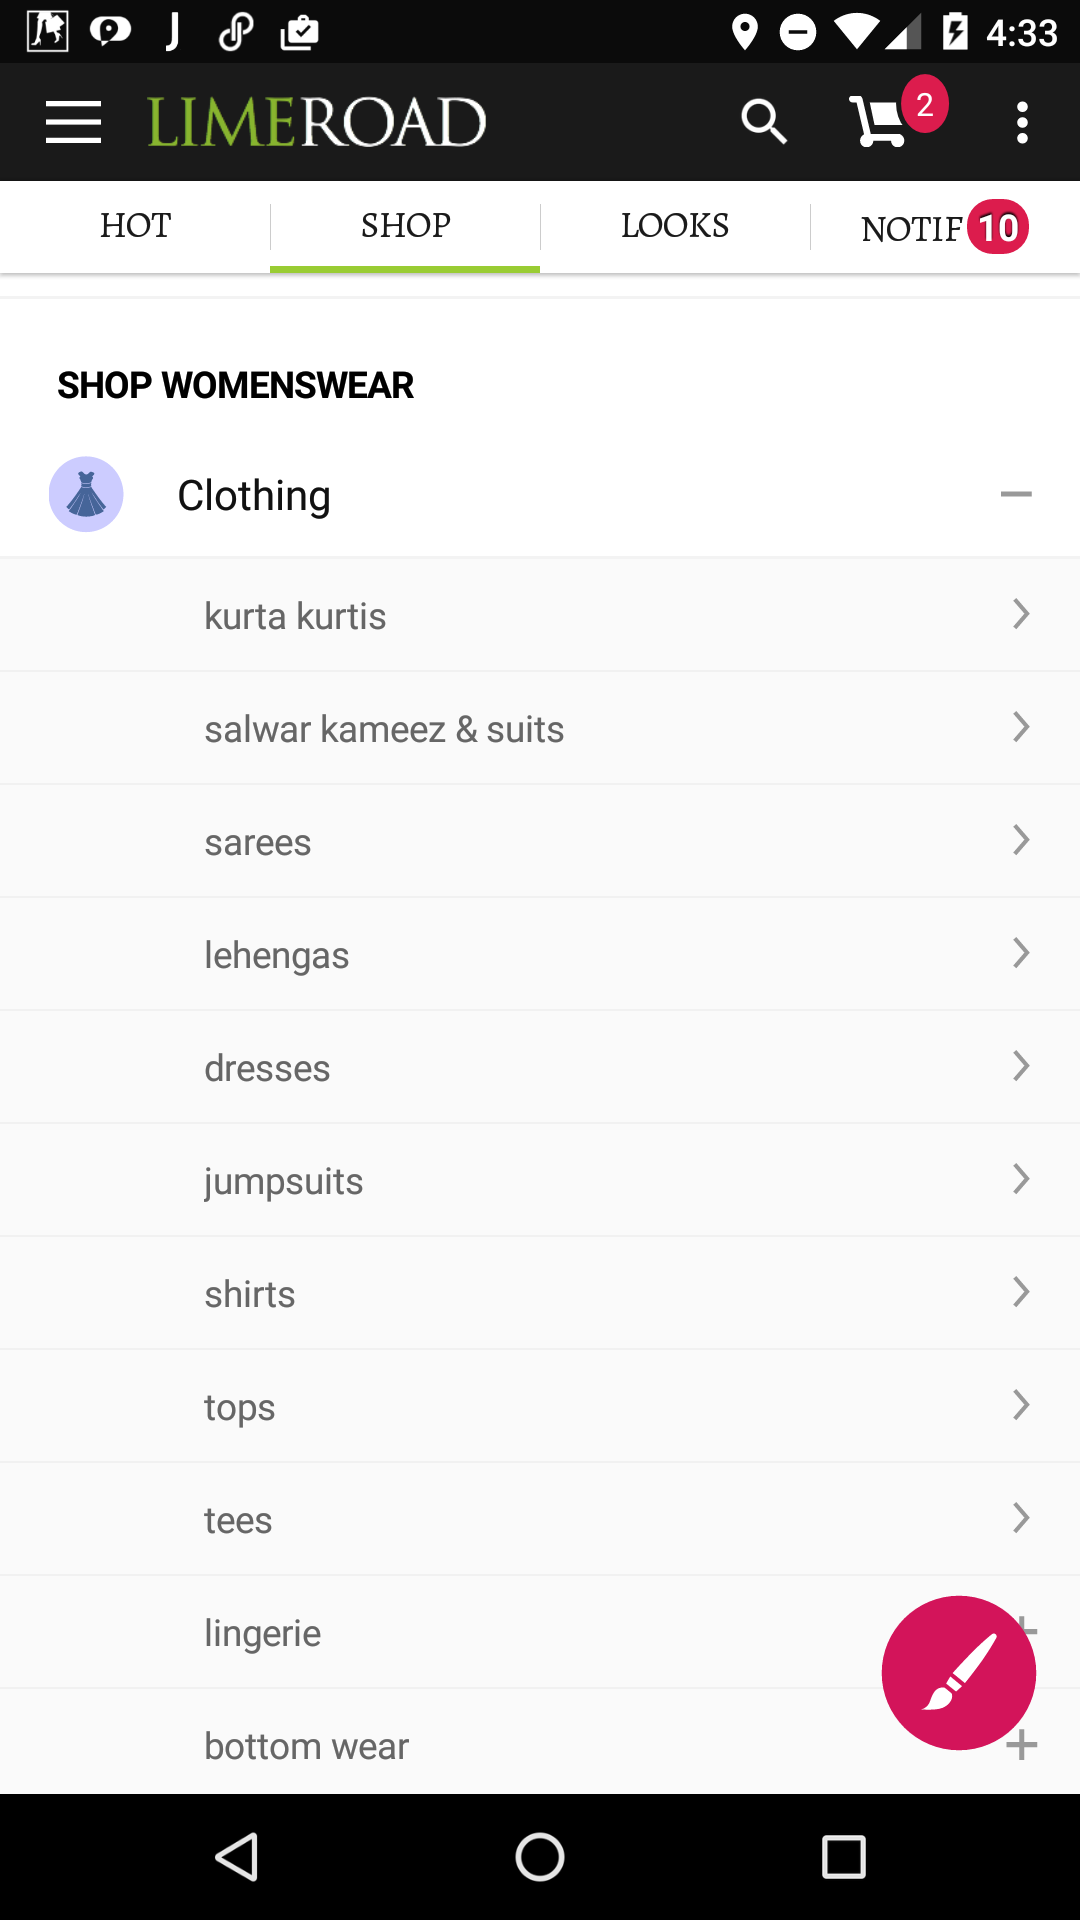 4:33
LIMEROAD
2
HOT
SHOP
LOOKS
NOTIF 10
SHOP WOMENSWEAR
Clothing
kurta kurtis
salwar kameez & suits
sarees
lehengas
dresses
jumpsuits
shirts
tops
tees
lingerie
bottom wear